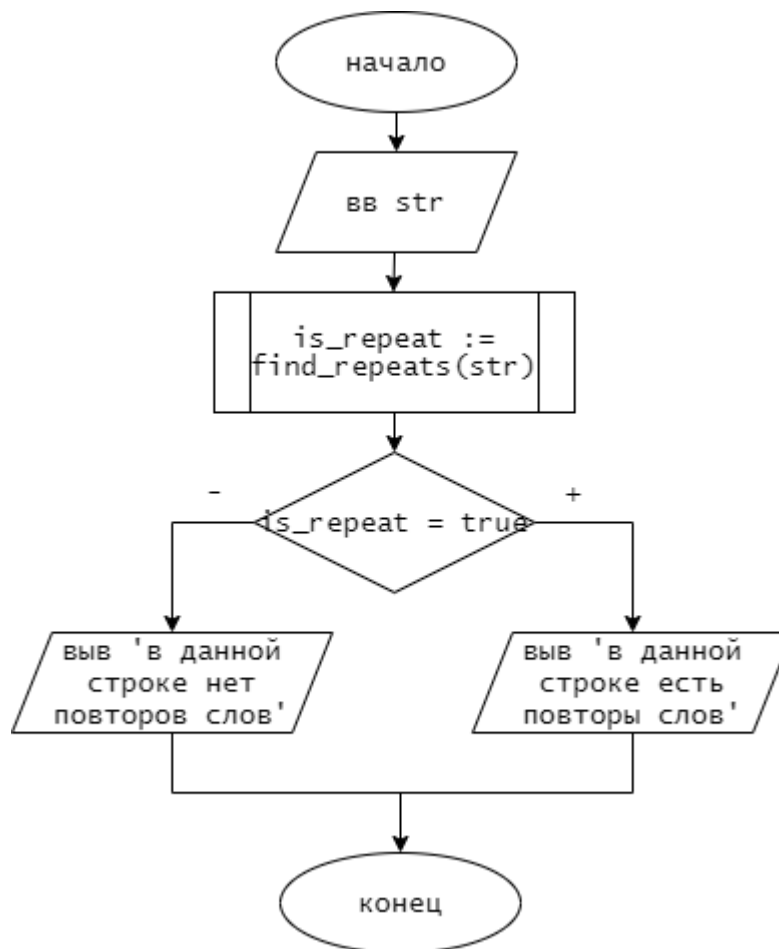 начало
вв str
is_repeat :=
find_repeats(str)
-
+
is_repeat = true
выв 'в данной
строке нет
повторов слов'
выв 'в данной
строке есть
повторы слов'
конец